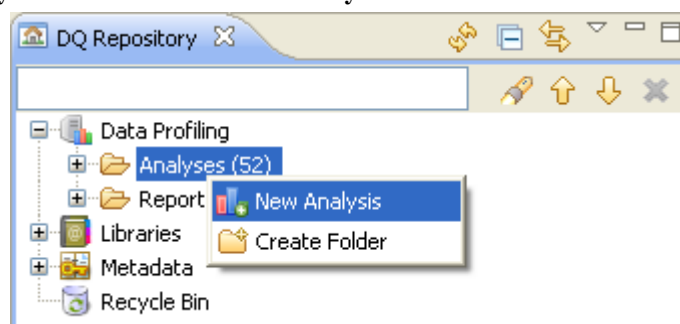 DQ Repository
Data Profiling
Analyses (52)
Report
New Analysis
Create Folder
Libraries
Metadata
Recycle Bin